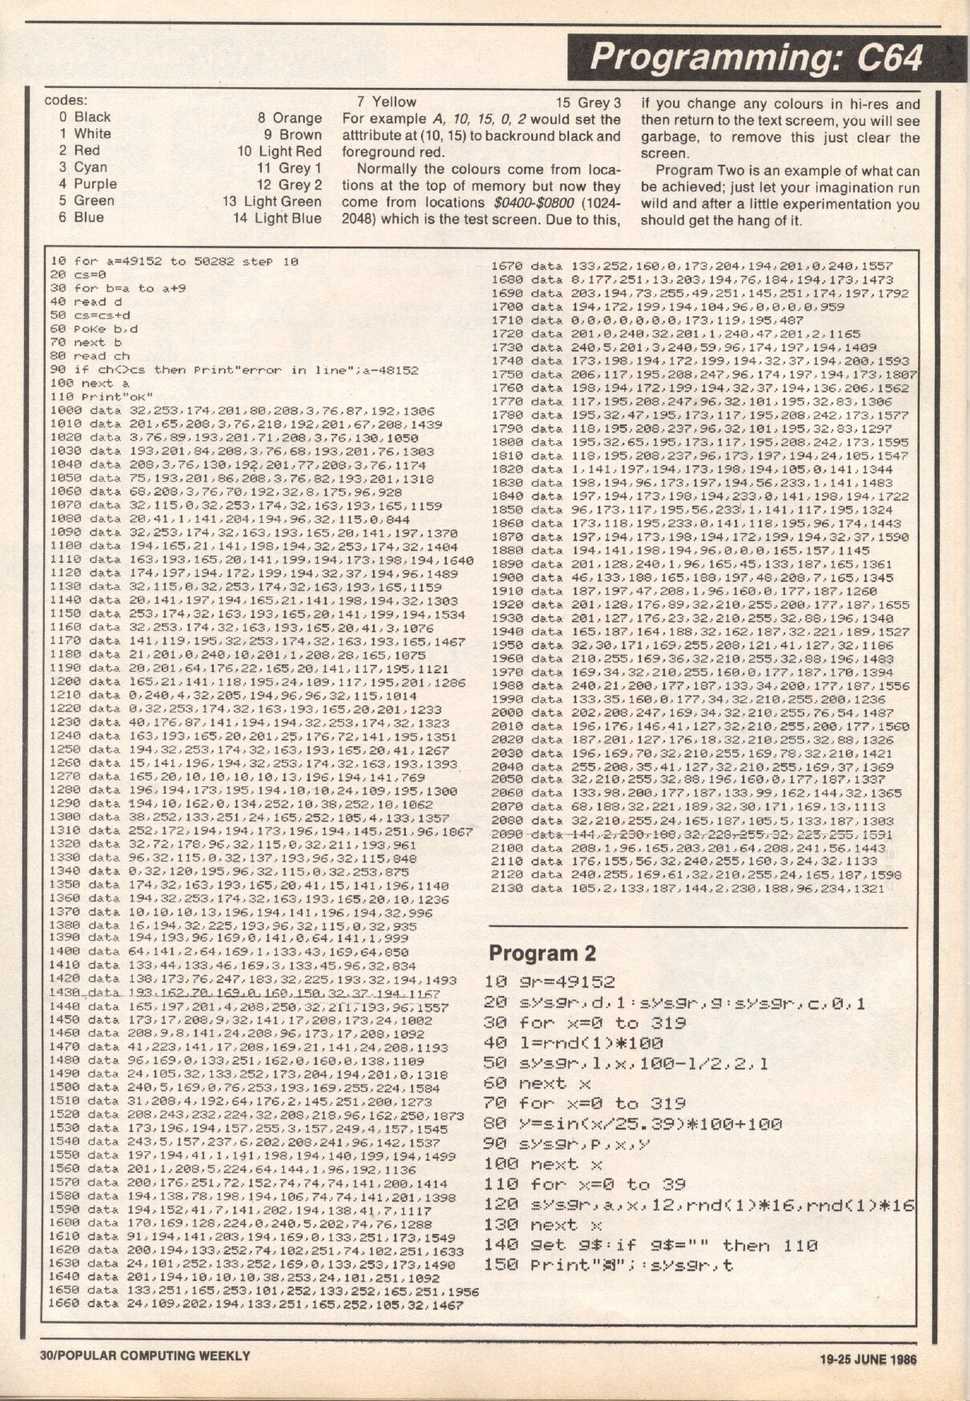 Programming: C64
codes:
0 Black
1 White
2 Red
3 Cyan
4 Purple
5 Green
6 Blue
7 Yellow
8 Orange
9 Brown
10 Light Red
11 Grey 1
12 Grey 2
13 Light Green
14 Light Blue
15 Grey 3
For example A, 10, 15, 0, 2 would set the
atttribute at (10, 15) to backround black and
foreground red.
Normally the colours come from loca-
tions at the top of memory but now they
come from locations $0400-$0800 (1024-
2048) which is the test screen. Due to this,
if you change any colours in hi-res and
then return to the text screem, you will see
garbage, to remove this just clear the
screen.
Program Two is an example of what can
be achieved; just let your imagination run
wild and after a little experimentation you
should get the hang of it.
10 for a=49152 to 50282 step 10
20 cs=0
30 for b=a to a+9
40 read d
50 cs=cs+d
60 poke b,d
70 next b
80 read ch
90 if ch<>cs then print"error in line";a-48152
100 next a
110 print"ok"
1000 data 32,253,174,201,80,208,3,76,87,192,1306
1010 data 201,65,208,3,76,218,192,201,67,208,1439
1020 data 3,76,89,193,201,71,208,3,76,130,1050
1030 data 193,201,84,208,3,76,68,193,201,76,1303
1040 data 208,3,76,130,192,201,77,208,3,76,1174
1050 data 75,193,201,86,208,3,76,82,193,201,1318
1060 data 68,208,3,76,70,192,32,8,175,96,928
1070 data 32,115,0,32,253,174,32,163,193,165,1159
1080 data 20,41,1,141,204,194,96,32,115,0,844
1090 data 32,253,174,32,163,193,165,20,141,197,1370
1100 data 194,165,21,141,198,194,32,253,174,32,1404
1110 data 163,193,165,20,141,199,194,173,198,194,1640
1120 data 174,197,194,172,199,194,32,37,194,96,1489
1130 data 32,115,0,32,253,174,32,163,193,165,1159
1140 data 20,141,197,194,165,21,141,198,194,32,1303
1150 data 253,174,32,163,193,165,20,141,199,194,1534
1160 data 32,253,174,32,163,193,165,20,41,3,1076
1170 data 141,119,195,32,253,174,32,163,193,165,1467
1180 data 21,201,0,240,10,201,1,208,28,165,1075
1190 data 20,201,64,176,22,165,20,141,117,195,1121
1200 data 165,21,141,118,195,24,109,117,195,201,1286
1210 data 0,240,4,32,205,194,96,96,32,115,1014
1220 data 0,32,253,174,32,163,193,165,20,201,1233
1230 data 40,176,87,141,194,194,32,253,174,32,1323
1240 data 163,193,165,20,201,25,176,72,141,195,1351
1250 data 194,32,253,174,32,163,193,165,20,41,1267
1260 data 15,141,196,194,32,253,174,32,163,193,1393
1270 data 165,20,10,10,10,10,13,196,194,141,769
1280 data 196,194,173,195,194,10,10,24,109,195,1300
1290 data 194,10,162,0,134,252,10,38,252,10,1062
1300 data 38,252,133,251,24,165,252,105,4,133,1357
1310 data 252,172,194,194,173,196,194,145,251,96,1867
1320 data 32,72,178,96,32,115,0,32,211,193,961
1330 data 96,32,115,0,32,137,193,96,32,115,848
1340 data 0,32,120,195,96,32,115,0,32,253,875
1350 data 174,32,163,193,165,20,41,15,141,196,1140
1360 data 194,32,253,174,32,163,193,165,20,10,1236
1370 data 10,10,10,13,196,194,141,196,194,32,996
1380 data 16,194,32,225,193,96,32,115,0,32,935
1390 data 194,193,96,169,0,141,0,64,141,1,999
1400 data 64,141,2,64,169,1,133,43,169,64,850
1410 data 133,44,133,46,169,3,133,45,96,32,834
1420 data 138,173,76,247,183,32,225,193,32,194,1493
1430 data 193,162,70,169,0,160,150,32,37,194,1167
1440 data 165,197,201,4,208,250,32,211,193,96,1557
1450 data 173,17,208,9,32,141,17,208,173,24,1002
1460 data 208,9,8,141,24,208,96,173,17,208,1092
1470 data 41,223,141,17,208,169,21,141,24,208,1193
1480 data 96,169,0,133,251,162,0,160,0,138,1109
1490 data 24,105,32,133,252,173,204,194,201,0,1318
1500 data 240,5,169,0,76,253,193,169,255,224,1584
1510 data 31,208,4,192,64,176,2,145,251,200,1273
1520 data 208,243,232,224,32,208,218,96,162,250,1873
1530 data 173,196,194,157,255,3,157,249,4,157,1545
1540 data 243,5,157,237,6,202,208,241,96,142,1537
1550 data 197,194,41,1,141,198,194,140,199,194,1499
1560 data 201,1,208,5,224,64,144,1,96,192,1136
1570 data 200,176,251,72,152,74,74,74,141,200,1414
1580 data 194,138,78,198,194,106,74,74,141,201,1398
1590 data 194,152,41,7,141,202,194,138,41,7,1117
1600 data 170,169,128,224,0,240,5,202,74,76,1288
1610 data 91,194,141,203,194,169,0,133,251,173,1549
1620 data 200,194,133,252,74,102,251,74,102,251,1633
1630 data 24,101,252,133,252,169,0,133,253,173,1490
1640 data 201,194,10,10,10,38,253,24,101,251,1092
1650 data 133,251,165,253,101,252,133,252,165,251,1956
1660 data 24,109,202,194,133,251,165,252,105,32,1467
1670 data 133,252,160,0,173,204,194,201,0,240,1557
1680 data 8,177,251,13,203,194,76,184,194,173,1473
1690 data 203,194,73,255,49,251,145,251,174,197,1792
1700 data 194,172,199,194,104,96,0,0,0,0,959
1710 data 0,0,0,0,0,0,0,173,119,195,487
1720 data 201,0,240,32,201,1,240,47,201,2,1165
1730 data 240,5,201,3,240,59,96,174,197,194,1409
1740 data 173,198,194,172,199,194,32,37,194,200,1593
1750 data 206,117,195,208,247,96,174,197,194,173,1807
1760 data 198,194,172,199,194,32,37,194,136,206,1562
1770 data 117,195,208,247,96,32,101,195,32,83,1306
1780 data 195,32,47,195,173,117,195,208,242,173,1577
1790 data 118,195,208,237,96,32,101,195,32,83,1297
1800 data 195,32,65,195,173,117,195,208,242,173,1595
1810 data 118,195,208,237,96,173,197,194,24,105,1547
1820 data 1,141,197,194,173,198,194,105,0,141,1344
1830 data 198,194,96,173,197,194,56,233,1,141,1483
1840 data 197,194,173,198,194,233,0,141,198,194,1722
1850 data 96,173,117,195,56,233,1,141,117,195,1324
1860 data 173,118,195,233,0,141,118,195,96,174,1443
1870 data 197,194,173,198,194,172,199,194,32,37,1590
1880 data 194,141,198,194,96,0,0,0,165,157,1145
1890 data 201,128,240,1,96,165,45,133,187,165,1361
1900 data 46,133,188,165,188,197,48,208,7,165,1345
1910 data 187,197,47,208,1,96,160,0,177,187,1260
1920 data 201,128,176,89,32,210,255,200,177,187,1655
1930 data 201,127,176,23,32,210,255,32,88,196,1340
1940 data 165,187,164,188,32,162,187,32,221,189,1527
1950 data 32,30,171,169,255,208,121,41,127,32,1186
1960 data 210,255,169,36,32,210,255,32,88,196,1483
1970 data 169,34,32,210,255,160,0,177,187,170,1394
1980 data 240,21,200,177,187,133,34,200,177,187,1556
1990 data 133,35,160,0,177,34,32,210,255,200,1236
2000 data 202,208,247,169,34,32,210,255,76,54,1487
2010 data 196,176,146,41,127,32,210,255,200,177,1560
2020 data 187,201,127,176,18,32,210,255,32,88,1326
2030 data 196,169,70,32,210,255,169,78,32,210,1421
2040 data 255,208,35,41,127,32,210,255,169,37,1369
2050 data 32,210,255,32,88,196,160,0,177,187,1337
2060 data 133,98,200,177,187,133,99,162,144,32,1365
2070 data 68,188,32,221,189,32,30,171,169,13,1113
2080 data 32,210,255,24,165,187,105,5,133,187,1303
2090 data 144,2,230,188,32,228,255,32,225,255,1591
2100 data 208,1,96,165,203,201,64,208,241,56,1443
2110 data 176,155,56,32,240,255,160,3,24,32,1133
2120 data 240,255,169,61,32,210,255,24,165,187,1598
2130 data 105,2,133,187,144,2,230,188,96,234,1321
Program 2
10 gr=49152
20 sysgr,d,1:sysgr,g:sysgr,c,0,1
30 for x=0 to 319
40 l=rnd(1)*100
50 sysgr,l,x,100-l/2,2,l
60 next x
70 for x=0 to 319
80 y=sin(x/25.39)*100+100
90 sysgr,p,x,y
100 next x
110 for x=0 to 39
120 sysgr,a,x,12,rnd(1)*16,rnd(1)*16
130 next x
140 get g$:if g$="" then 110
150 print"";:sysgr,t
30/POPULAR COMPUTING WEEKLY
19-25 JUNE 1986